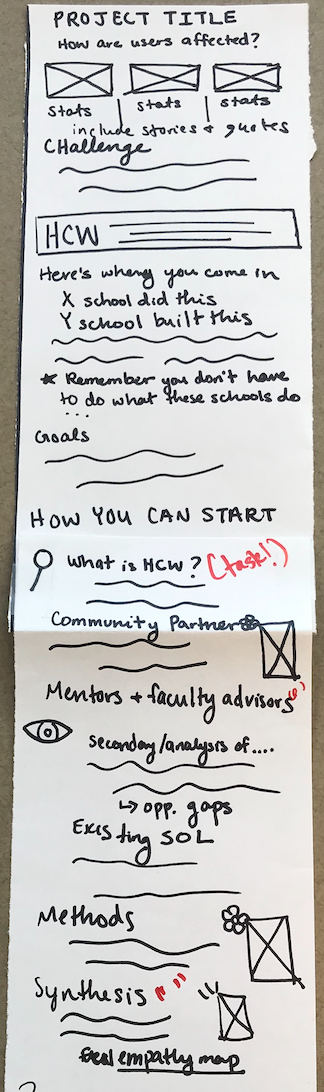 PROJECT TITLE
How are users affected?
stats stats stats
include stories + quotes
CHallenge
HCW
Here's where you come in
X school did this
Y school built this
* Remember you don't have
to do what these schools do
...
Goals
HOW YOU CAN START
What is HCW? (task!)
Community Partners
Mentors + faculty advisors
Secondary/analysis of....
↳ opp. gaps
Existing SOL
Methods
Synthesis
empathy map